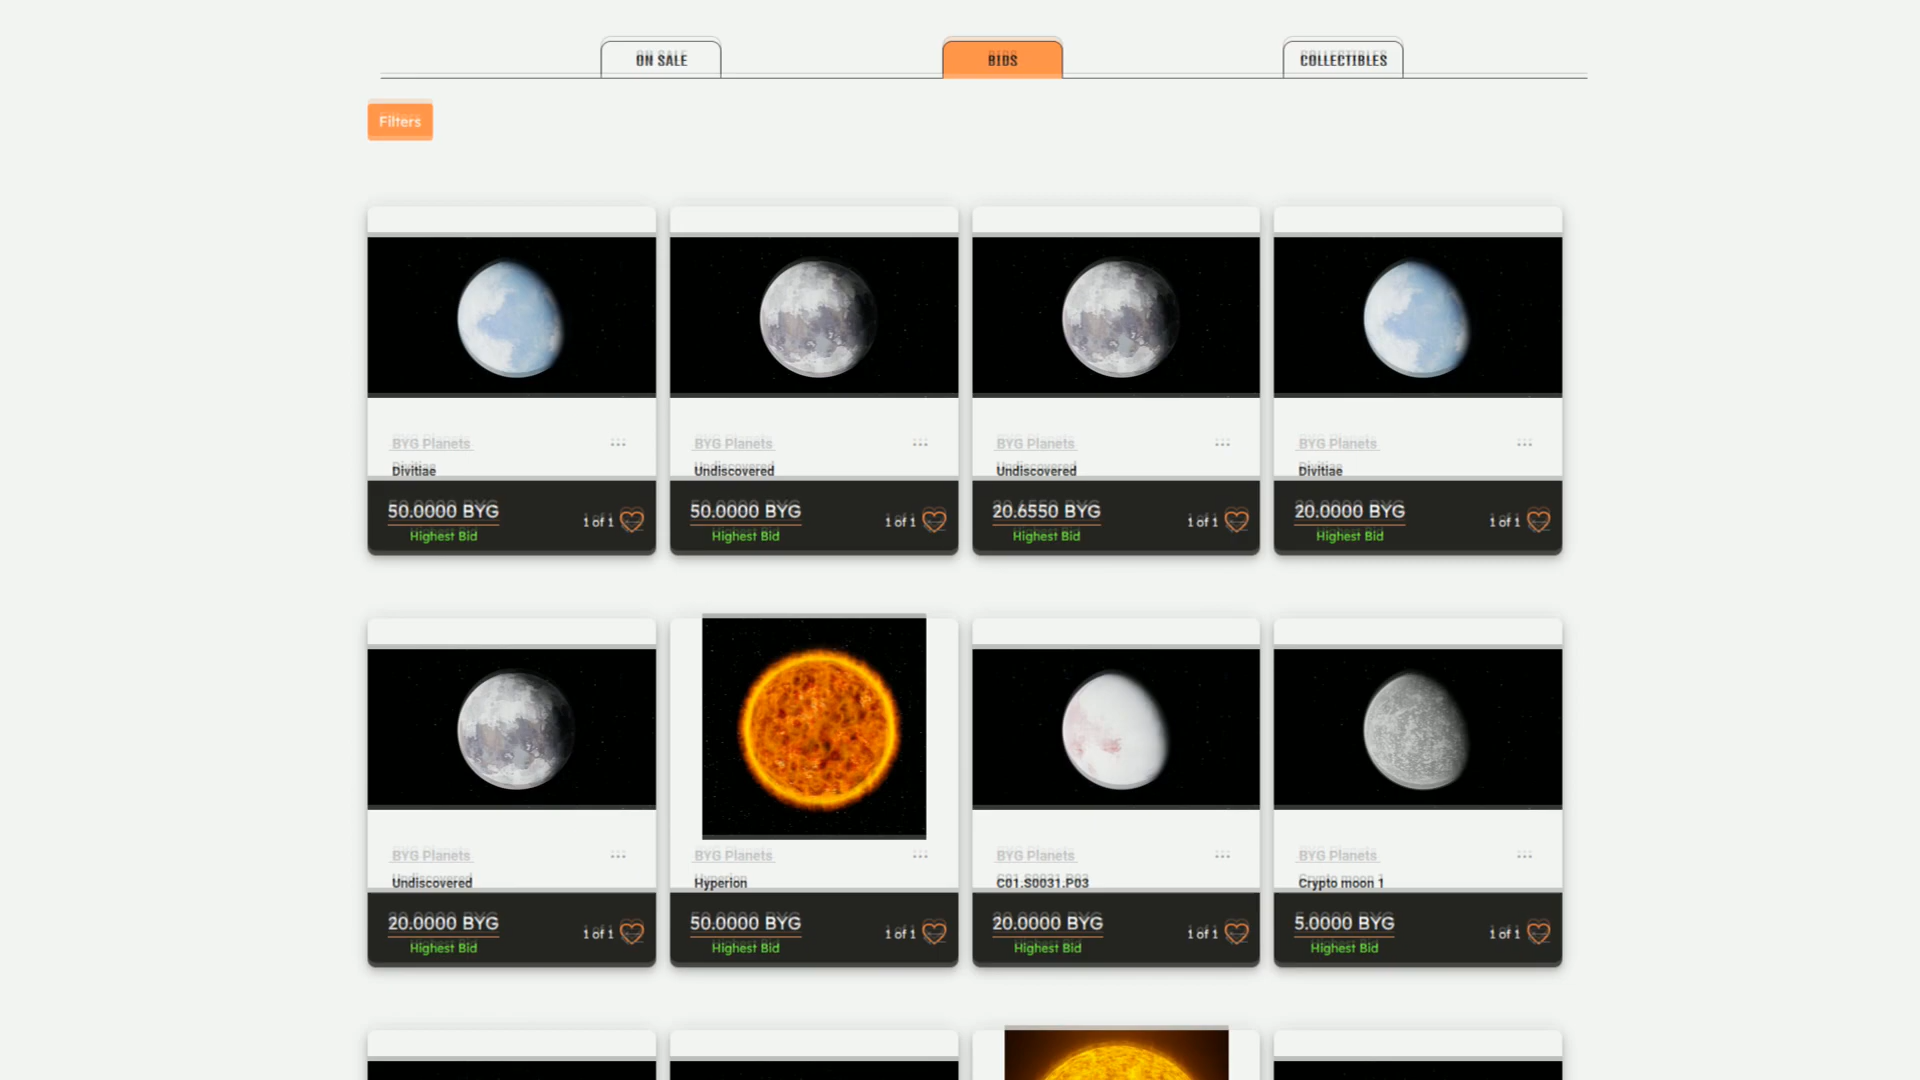 ON SALE BIDS COLLECTIBLES
Filters
BYG Planets
Divitiae
50.0000 BYG
1 of 1
Highest Bid
BYG Planets
Undiscovered
50.0000 BYG
1 of 1
Highest Bid
BYG Planets
Undiscovered
20.6550 BYG
1 of 1
Highest Bid
BYG Planets
Divitiae
20.0000 BYG
1 of 1
Highest Bid
BYG Planets
Undiscovered
20.0000 BYG
1 of 1
Highest Bid
BYG Planets
Hyperion
50.0000 BYG
1 of 1
Highest Bid
BYG Planets
C01.S0031.P03
20.0000 BYG
1 of 1
Highest Bid
BYG Planets
Crypto moon 1
5.0000 BYG
1 of 1
Highest Bid